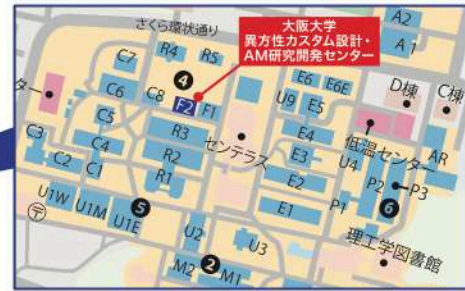 大阪大学
異方性カスタム設計・
AM研究開発センター
さくら環状通り
A2
A1
R4
R5
C7
D棟
C棟
E6
E6E
4
C6
C8
F2
F1
U9
E5
ター
C5
R3
センテラス
E4
低温センター
AR
C3
C4
R2
E3
U4
C2
C1
R1
E2
P2
P3
U1W
U1M
U1E
5
E1
P1
6
〒
U2
U3
理工学図書館
2
M2
M1